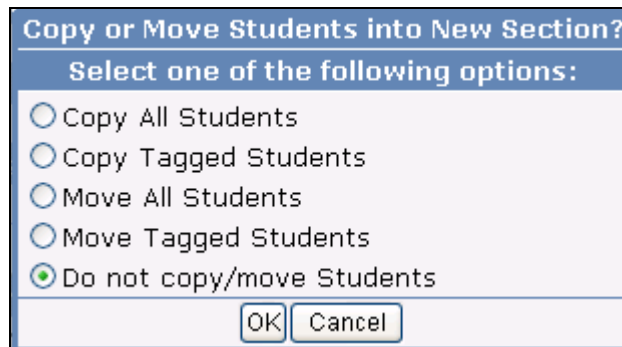 Copy or Move Students into New Section?
Select one of the following options:
Copy All Students
Copy Tagged Students
Move All Students
Move Tagged Students
Do not copy/move Students
OK Cancel